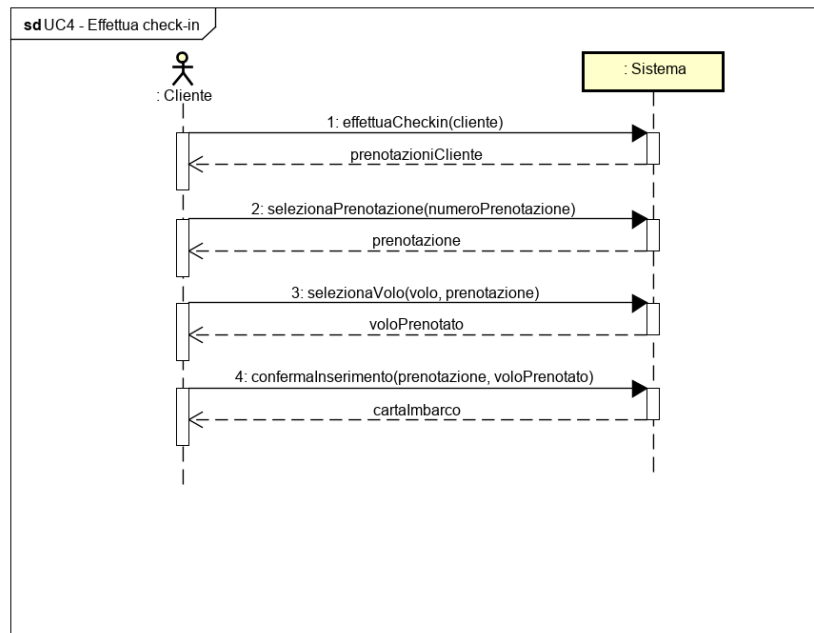 sd UC4 - Effettua check-in
: Cliente
: Sistema
1: effettuaCheckin(cliente)
prenotazioniCliente
2: selezionaPrenotazione(numeroPrenotazione)
prenotazione
3: selezionaVolo(volo, prenotazione)
voloPrenotato
4: confermaInserimento(prenotazione, voloPrenotato)
cartaImbarco